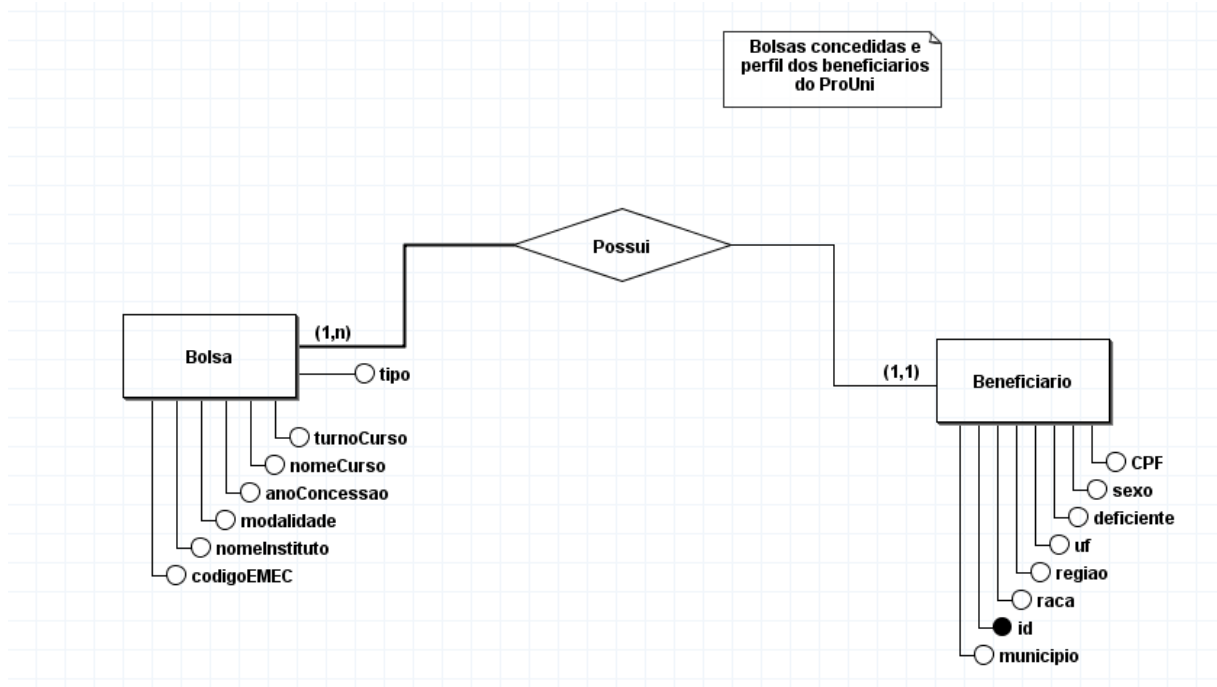 Bolsas concedidas e
perfil dos beneficiarios
do ProUni
Possui
(1,n)
Bolsa
tipo
turnoCurso
nomeCurso
anoConcessao
modalidade
nomeInstituto
codigoEMEC
(1,1)
Beneficiario
CPF
sexo
deficiente
uf
regiao
raca
id
municipio